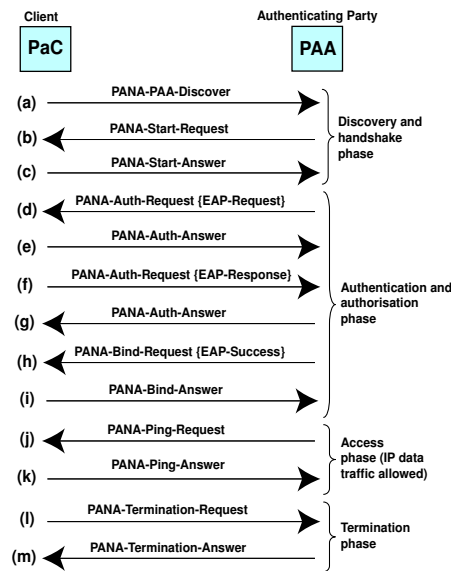 Client
Authenticating Party
PaC
PAA
(a) PANA-PAA-Discover
(b) PANA-Start-Request
(c) PANA-Start-Answer
Discovery and
handshake
phase
(d) PANA-Auth-Request {EAP-Request}
(e) PANA-Auth-Answer
(f) PANA-Auth-Request {EAP-Response}
(g) PANA-Auth-Answer
(h) PANA-Bind-Request {EAP-Success}
(i) PANA-Bind-Answer
Authentication and
authorisation
phase
(j) PANA-Ping-Request
(k) PANA-Ping-Answer
Access
phase (IP data
traffic allowed)
(l) PANA-Termination-Request
(m) PANA-Termination-Answer
Termination
phase